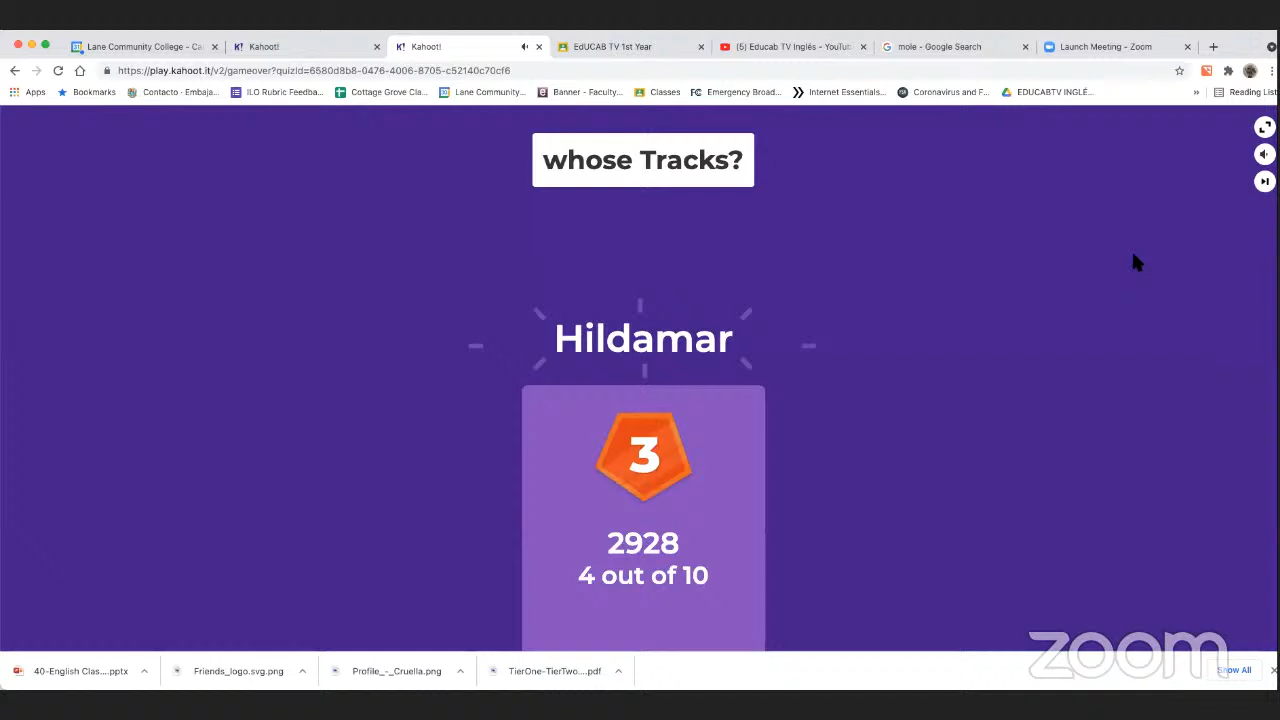 Lane Community College - Ca
Kahoot!
Kahoot!
EdUCAB TV 1st Year
(5) Educab TV Inglés - YouTub
mole - Google Search
Launch Meeting - Zoom
https://play.kahoot.it/v2/gameover?quizId=6580d8b8-0476-4006-8705-c52140c70cf6
Apps
Bookmarks
Contacto - Embaja...
ILO Rubric Feedba...
Cottage Grove Cla...
Lane Community...
Banner - Faculty...
Classes
Emergency Broad...
Internet Essentials...
Coronavirus and F...
EDUCABTV INGLÉ...
»
Reading List
whose Tracks?
Hildamar
3
2928
4 out of 10
zoom
40-English Clas....pptx
Friends_logo.svg.png
Profile_-_Cruella.png
TierOne-TierTwo....pdf
Show All